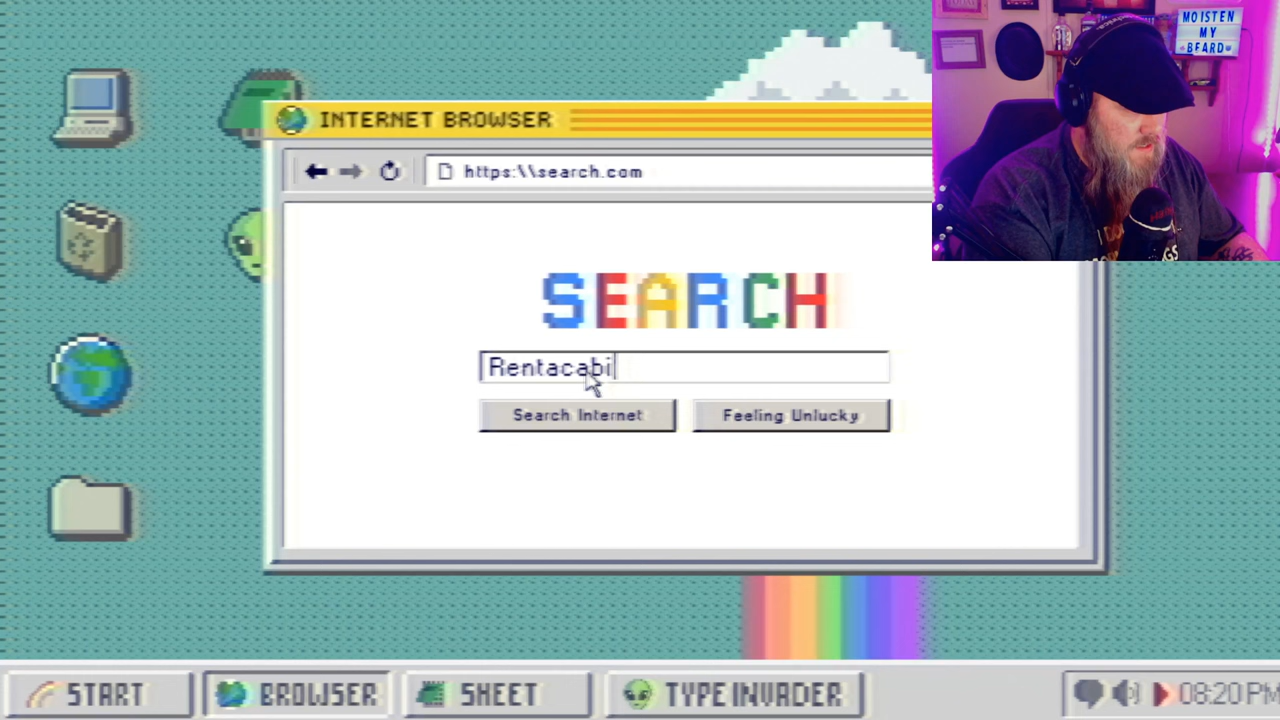 MOISTEN
MY
BEARD
INTERNET BROWSER
https:\\search.com
SEARCH
Rentacabi
Search Internet
Feeling Unlucky
START
BROWSER
SHEET
TYPE INVADER
08:20 PM